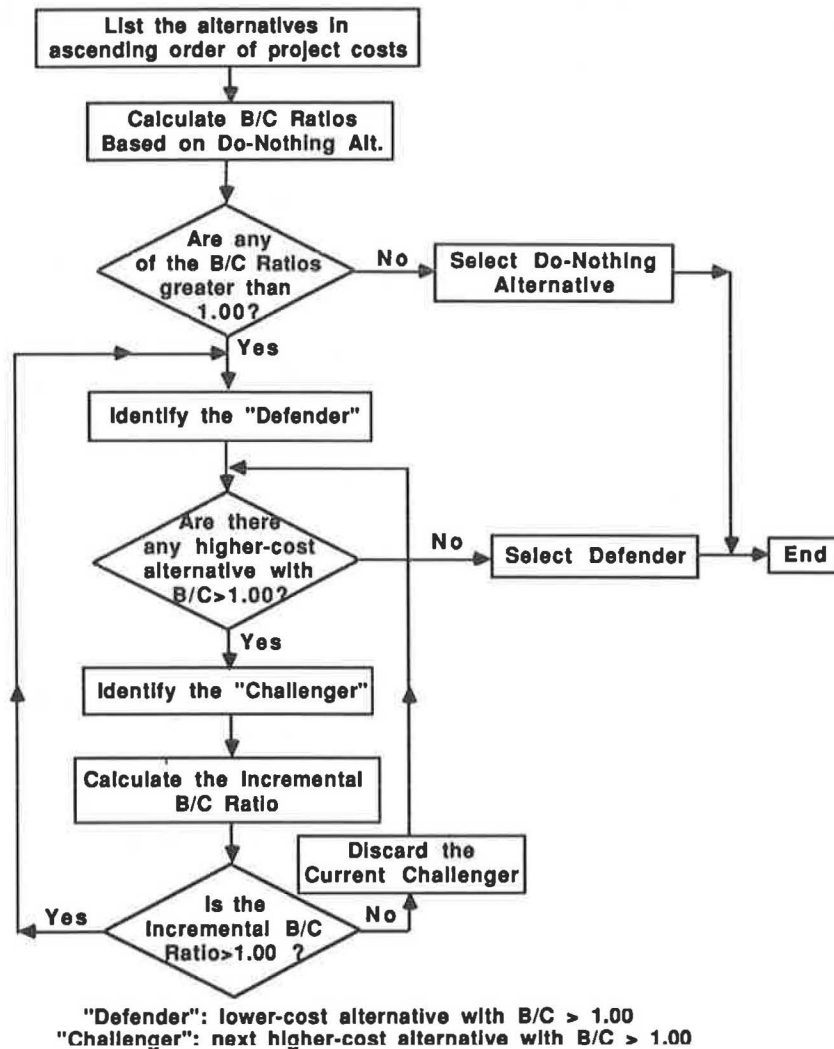 List the alternatives in
ascending order of project costs
Calculate B/C Ratios
Based on Do-Nothing Alt.
Are any
of the B/C Ratios
greater than
1.00?
No
Select Do-Nothing
Alternative
Yes
Identify the "Defender"
Are there
any higher-cost
alternative with
B/C>1.00?
No
Select Defender
End
Yes
Identify the "Challenger"
Calculate the Incremental
B/C Ratio
Discard the
Current Challenger
Yes
Is the
Incremental B/C
Ratio>1.00 ?
No
"Defender": lower-cost alternative with B/C > 1.00
"Challenger": next higher-cost alternative with B/C > 1.00